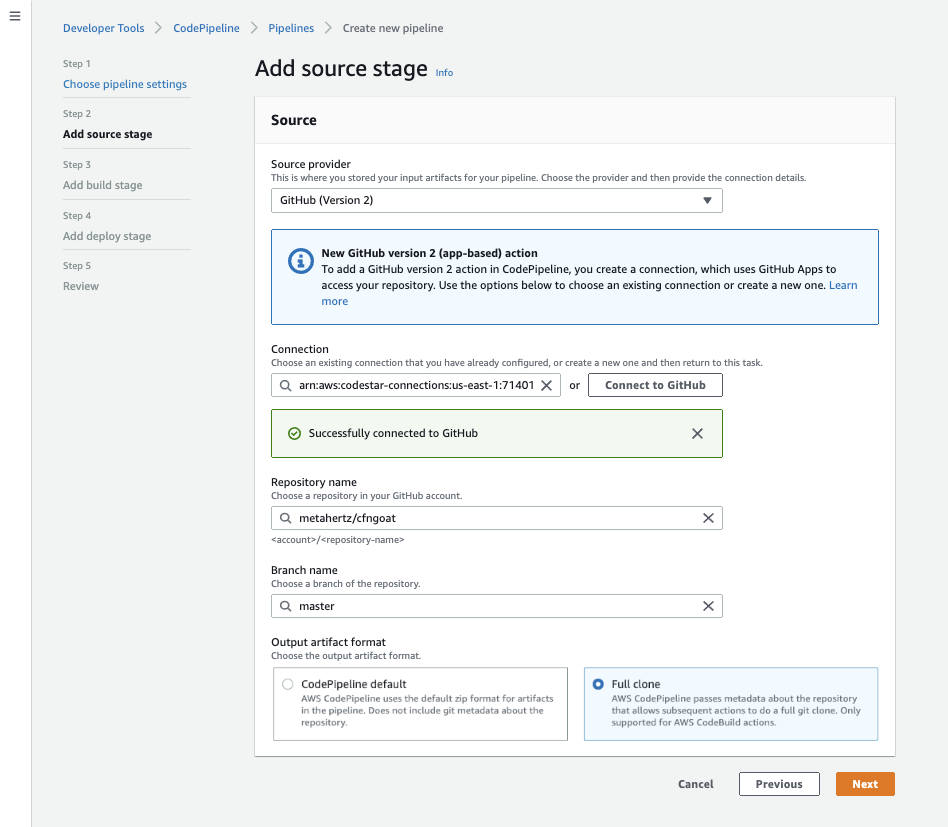 Developer Tools > CodePipeline > Pipelines > Create new pipeline
Step 1
Choose pipeline settings
Step 2
Add source stage
Step 3
Add build stage
Step 4
Add deploy stage
Step 5
Review
Add source stage Info
Source
Source provider
This is where you stored your input artifacts for your pipeline. Choose the provider and then provide the connection details.
GitHub (Version 2)
New GitHub version 2 (app-based) action
To add a GitHub version 2 action in CodePipeline, you create a connection, which uses GitHub Apps to
access your repository. Use the options below to choose an existing connection or create a new one. Learn
more
Connection
Choose an existing connection that you have already configured, or create a new one and then return to this task.
arn:aws:codestar-connections:us-east-1:71401 or Connect to GitHub
Successfully connected to GitHub
Repository name
Choose a repository in your GitHub account.
metahertz/cfngoat
<account>/<repository-name>
Branch name
Choose a branch of the repository.
master
Output artifact format
Choose the output artifact format.
CodePipeline default
AWS CodePipeline uses the default zip format for artifacts
in the pipeline. Does not include git metadata about the
repository.
Full clone
AWS CodePipeline passes metadata about the repository
that allows subsequent actions to do a full git clone. Only
supported for AWS CodeBuild actions.
Cancel Previous Next